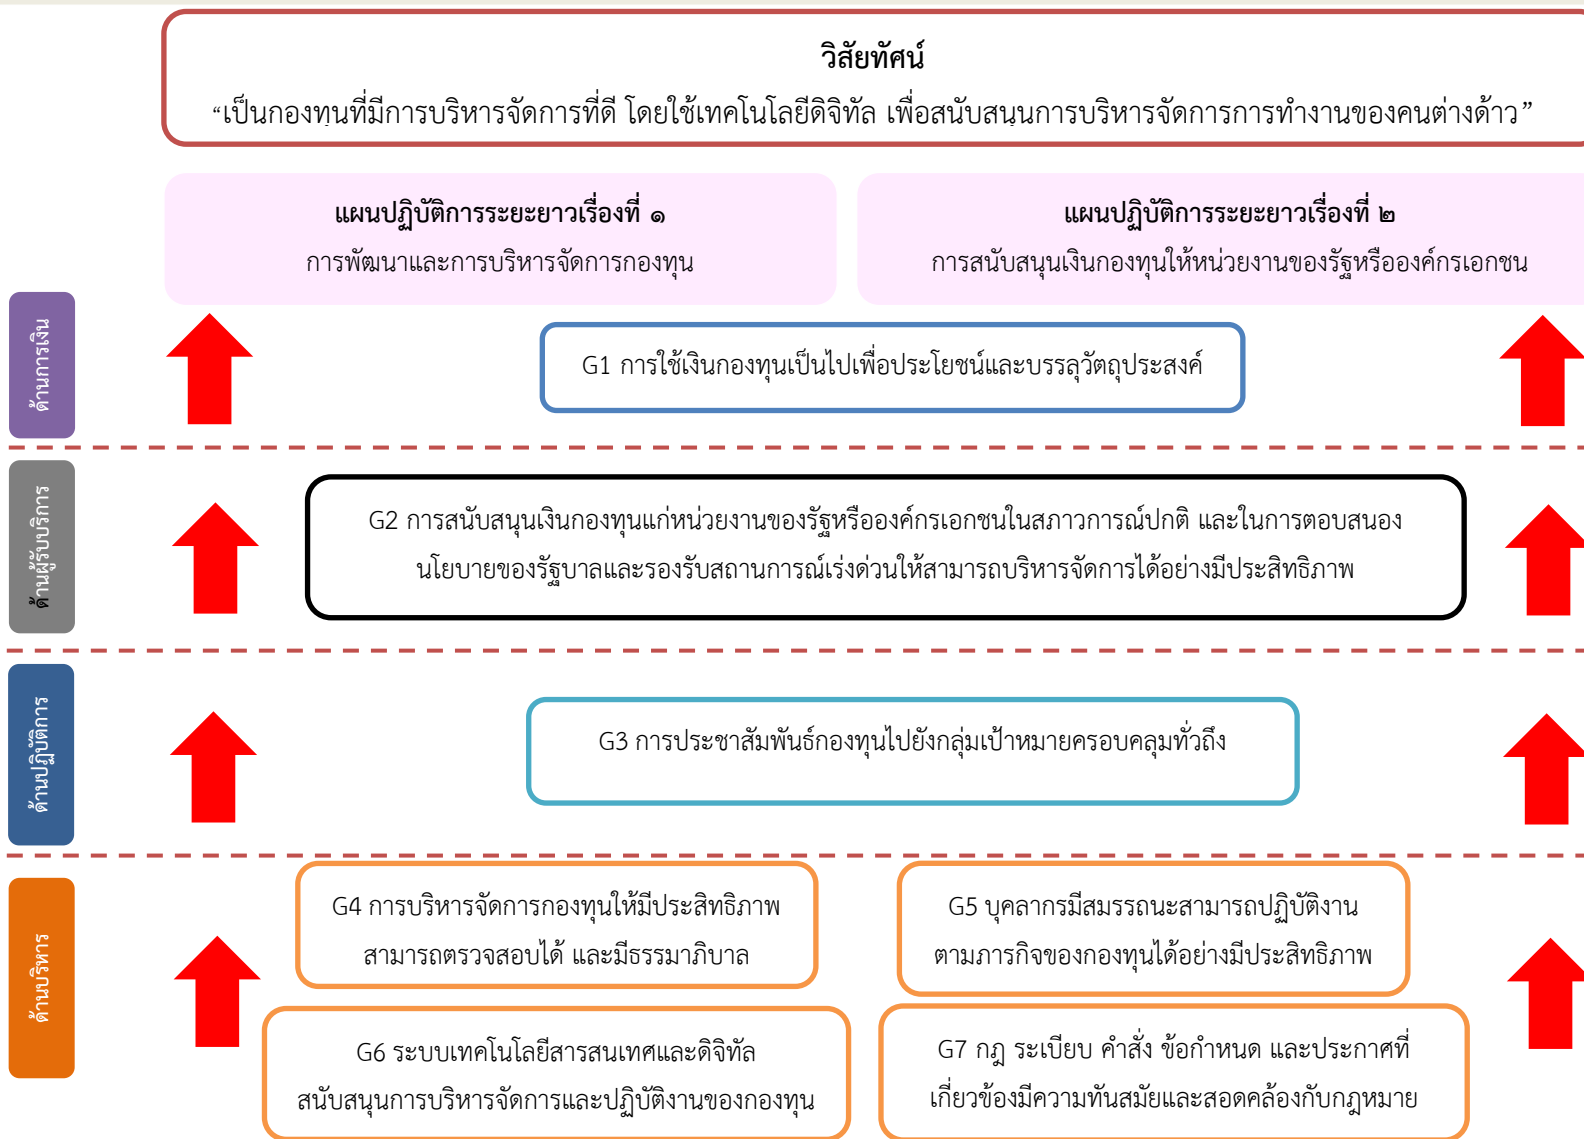 วิสัยทัศน์
“เป็นกองทุนที่มีการบริหารจัดการที่ดี โดยใช้เทคโนโลยีดิจิทัล เพื่อสนับสนุนการบริหารจัดการการทำงานของคนต่างด้าว”
แผนปฏิบัติการระยะยาวเรื่องที่ ๑
การพัฒนาและการบริหารจัดการกองทุน
แผนปฏิบัติการระยะยาวเรื่องที่ ๒
การสนับสนุนเงินกองทุนให้หน่วยงานของรัฐหรือองค์กรเอกชน
ด้านการเงิน
G1 การใช้เงินกองทุนเป็นไปเพื่อประโยชน์และบรรลุวัตถุประสงค์
ด้านผู้รับบริการ
G2 การสนับสนุนเงินกองทุนแก่หน่วยงานของรัฐหรือองค์กรเอกชนในสภาวการณ์ปกติ และในการตอบสนอง
นโยบายของรัฐบาลและรองรับสถานการณ์เร่งด่วนให้สามารถบริหารจัดการได้อย่างมีประสิทธิภาพ
ด้านปฏิบัติการ
G3 การประชาสัมพันธ์กองทุนไปยังกลุ่มเป้าหมายครอบคลุมทั่วถึง
ด้านบริหาร
G4 การบริหารจัดการกองทุนให้มีประสิทธิภาพ
สามารถตรวจสอบได้ และมีธรรมาภิบาล
G5 บุคลากรมีสมรรถนะสามารถปฏิบัติงาน
ตามภารกิจของกองทุนได้อย่างมีประสิทธิภาพ
G6 ระบบเทคโนโลยีสารสนเทศและดิจิทัล
สนับสนุนการบริหารจัดการและปฏิบัติงานของกองทุน
G7 กฎ ระเบียบ คำสั่ง ข้อกำหนด และประกาศที่
เกี่ยวข้องมีความทันสมัยและสอดคล้องกับกฎหมาย